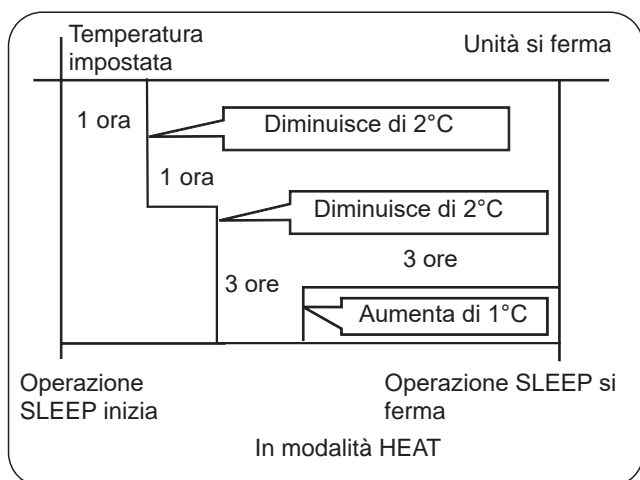 Temperatura
impostata
Unità si ferma
1 ora
Diminuisce di 2°C
1 ora
Diminuisce di 2°C
3 ore
3 ore
Aumenta di 1°C
Operazione
SLEEP inizia
Operazione SLEEP si
ferma
In modalità HEAT